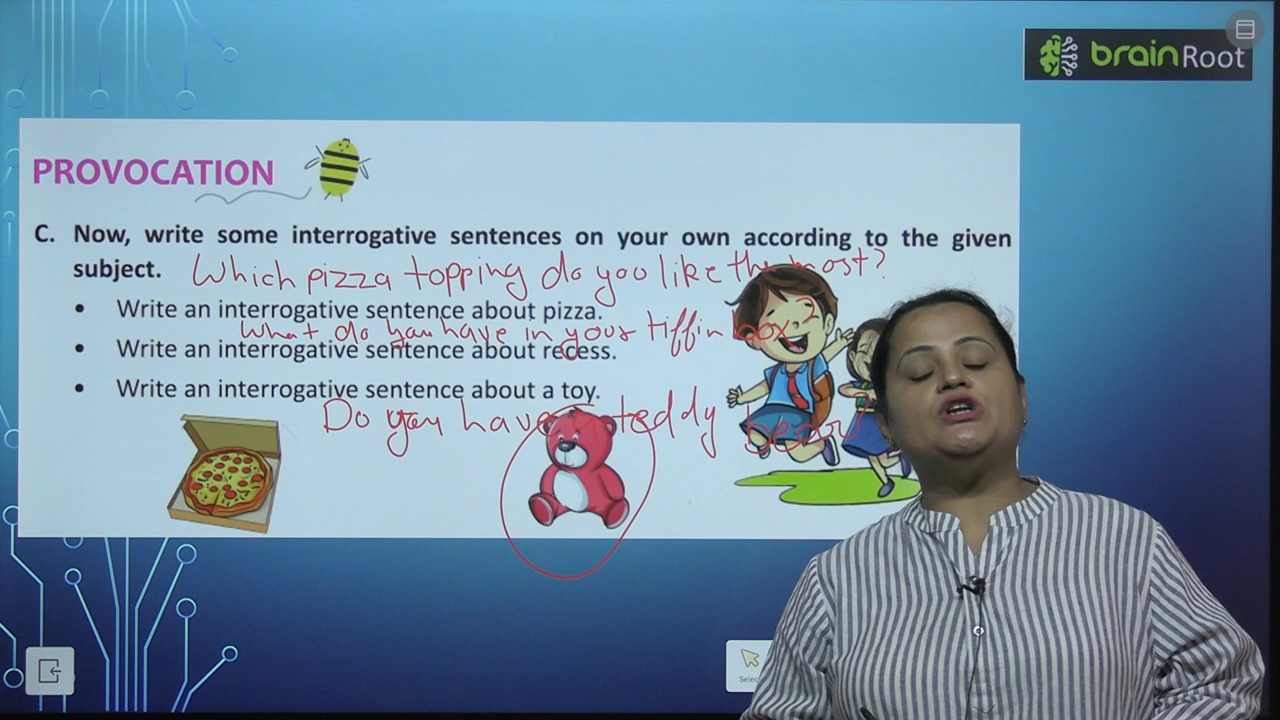 brainRoot
PROVOCATION
C. Now, write some interrogative sentences on your own according to the given
subject. Which pizza topping do you like the most?
• Write an interrogative sentence about pizza.
What do you have in your tiffin box?
• Write an interrogative sentence about recess.
• Write an interrogative sentence about a toy.
Do you have a teddy bear?
Selec